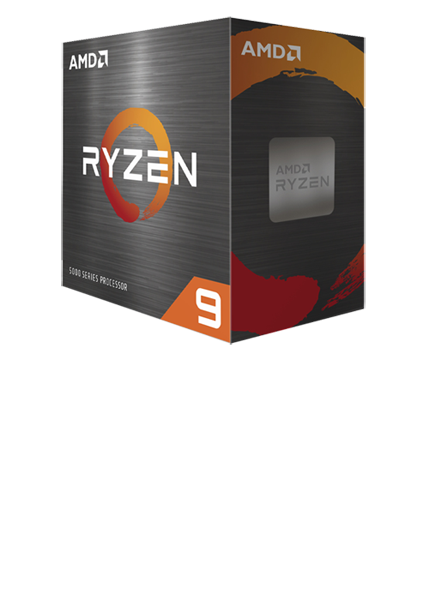 AMD
RYZEN
5000 SERIES PROCESSOR
9
AMD
AMD
RYZEN